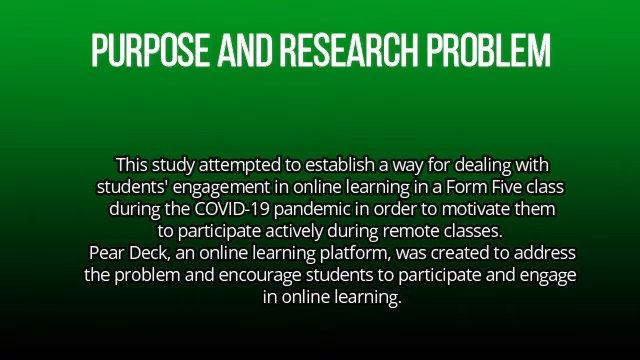 PURPOSE AND RESEARCH PROBLEM
This study attempted to establish a way for dealing with
students' engagement in online learning in a Form Five class
during the COVID-19 pandemic in order to motivate them
to participate actively during remote classes.
Pear Deck, an online learning platform, was created to address
the problem and encourage students to participate and engage
in online learning.